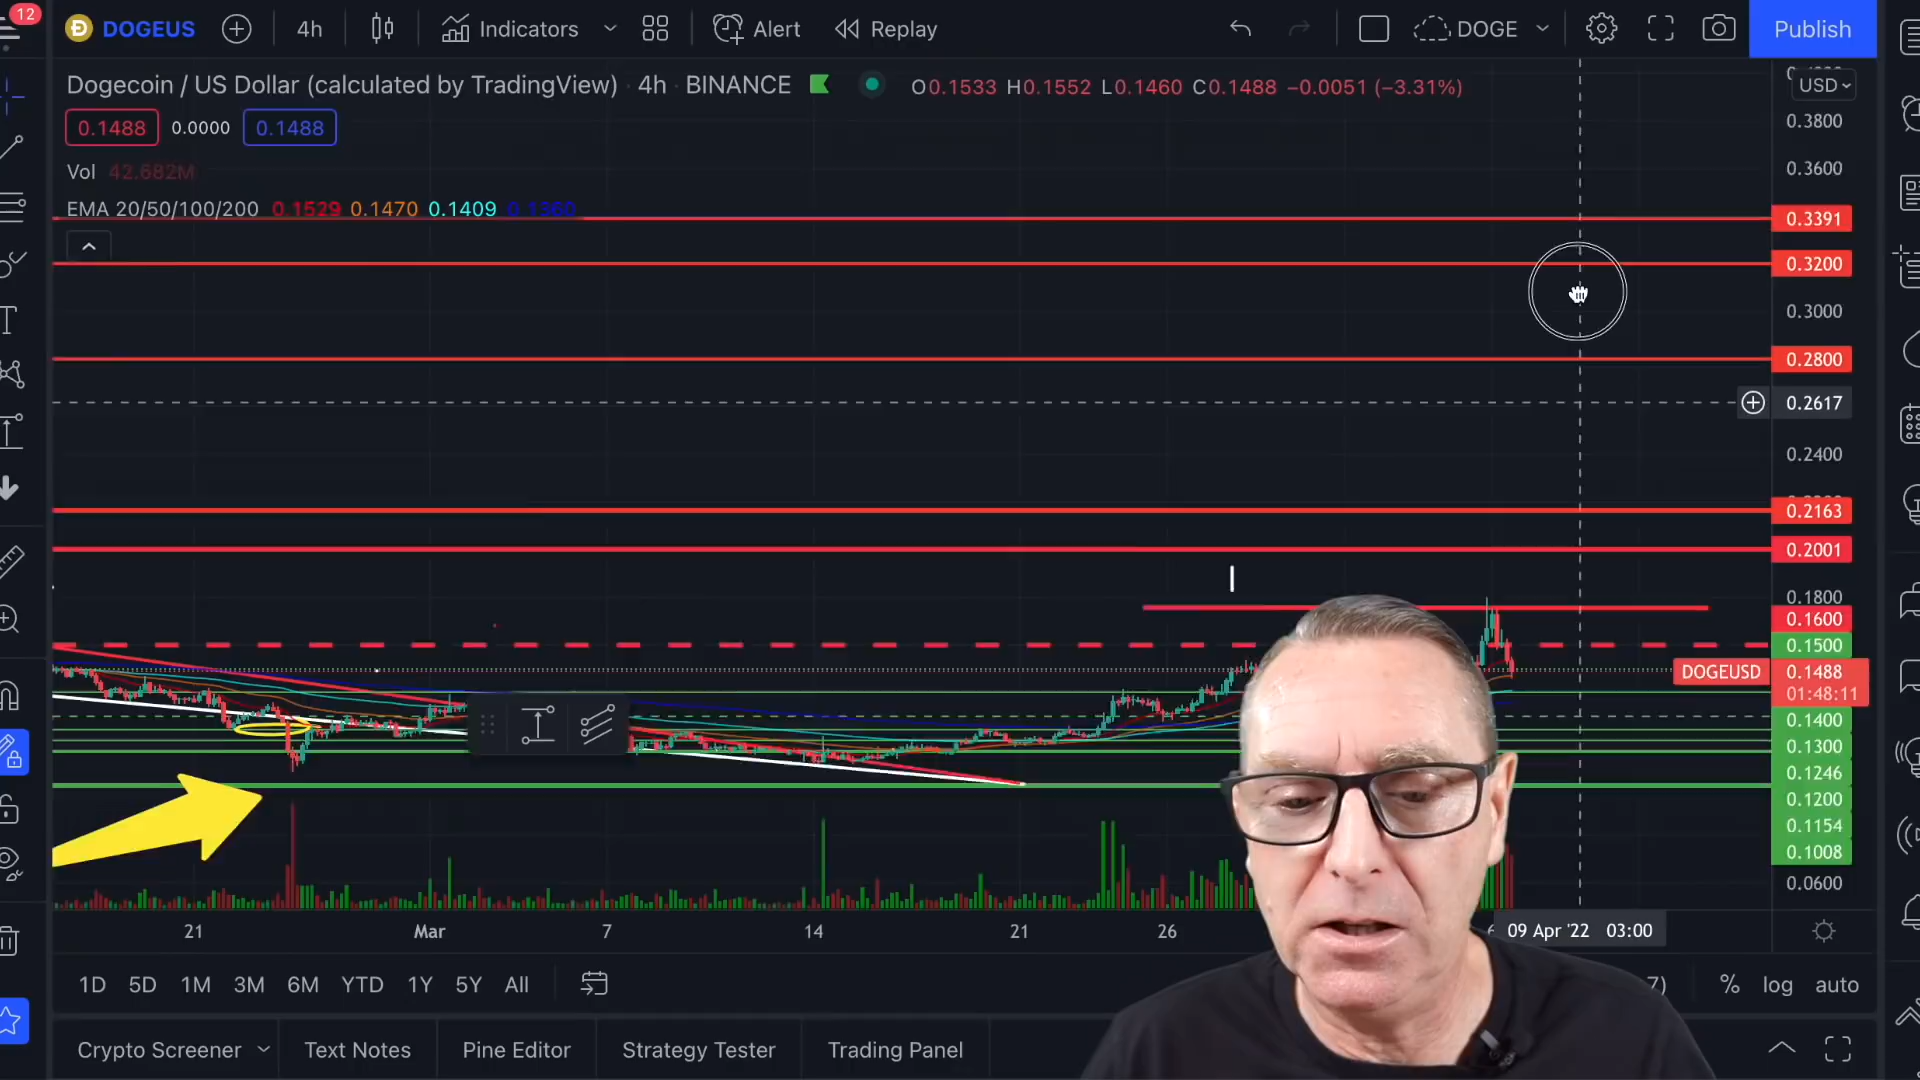 12
DOGEUS 4h Indicators Alert Replay DOGE Publish
Dogecoin / US Dollar (calculated by TradingView) · 4h · BINANCE O0.1533 H0.1552 L0.1460 C0.1488 −0.0051 (−3.31%)
USD
0.1488 0.0000 0.1488
0.3800
Vol 42.682M
0.3600
EMA 20/50/100/200 0.1529 0.1470 0.1409 0.1360
0.3391
0.3200
0.3000
0.2800
0.2617
0.2400
0.2163
0.2001
0.1800
0.1600
0.1500
DOGEUSD 0.1488
01:48:11
0.1400
0.1300
0.1246
0.1200
0.1154
0.1008
0.0600
21 Mar 7 14 21 26 09 Apr '22 03:00
1D 5D 1M 3M 6M YTD 1Y 5Y All 7) % log auto
Crypto Screener Text Notes Pine Editor Strategy Tester Trading Panel